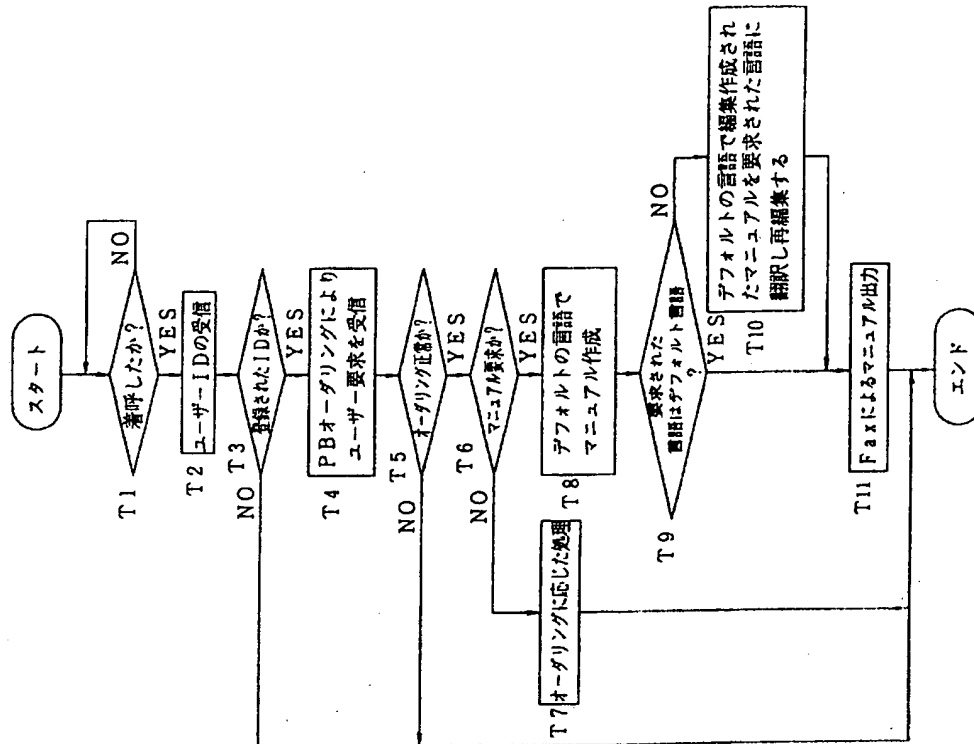 スタート
T1
着呼したか?
NO
YES
T2
ユーザーIDの受信
T3
登録されたIDか?
NO
YES
T4
PBオーダリングにより
ユーザー要求を受信
T5
オーダリング正常か?
NO
YES
T6
マニュアル要求か?
NO
YES
T7
オーダリングに応じた処理
T8
デフォルトの言語で
マニュアル作成
T9
要求された
言語はデフォルト言語
?
NO
YES
T10
デフォルトの言語で編集作成され
たマニュアルを要求された言語に
翻訳し再編集する
T11
Faxによるマニュアル出力
エンド